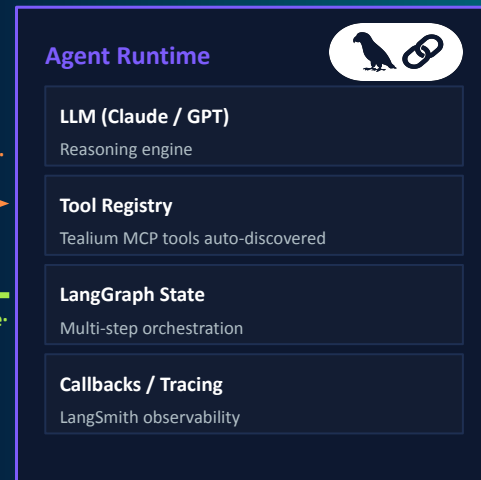 Agent Runtime
LLM (Claude / GPT)
Reasoning engine
Tool Registry
Tealium MCP tools auto-discovered
LangGraph State
Multi-step orchestration
Callbacks / Tracing
LangSmith observability